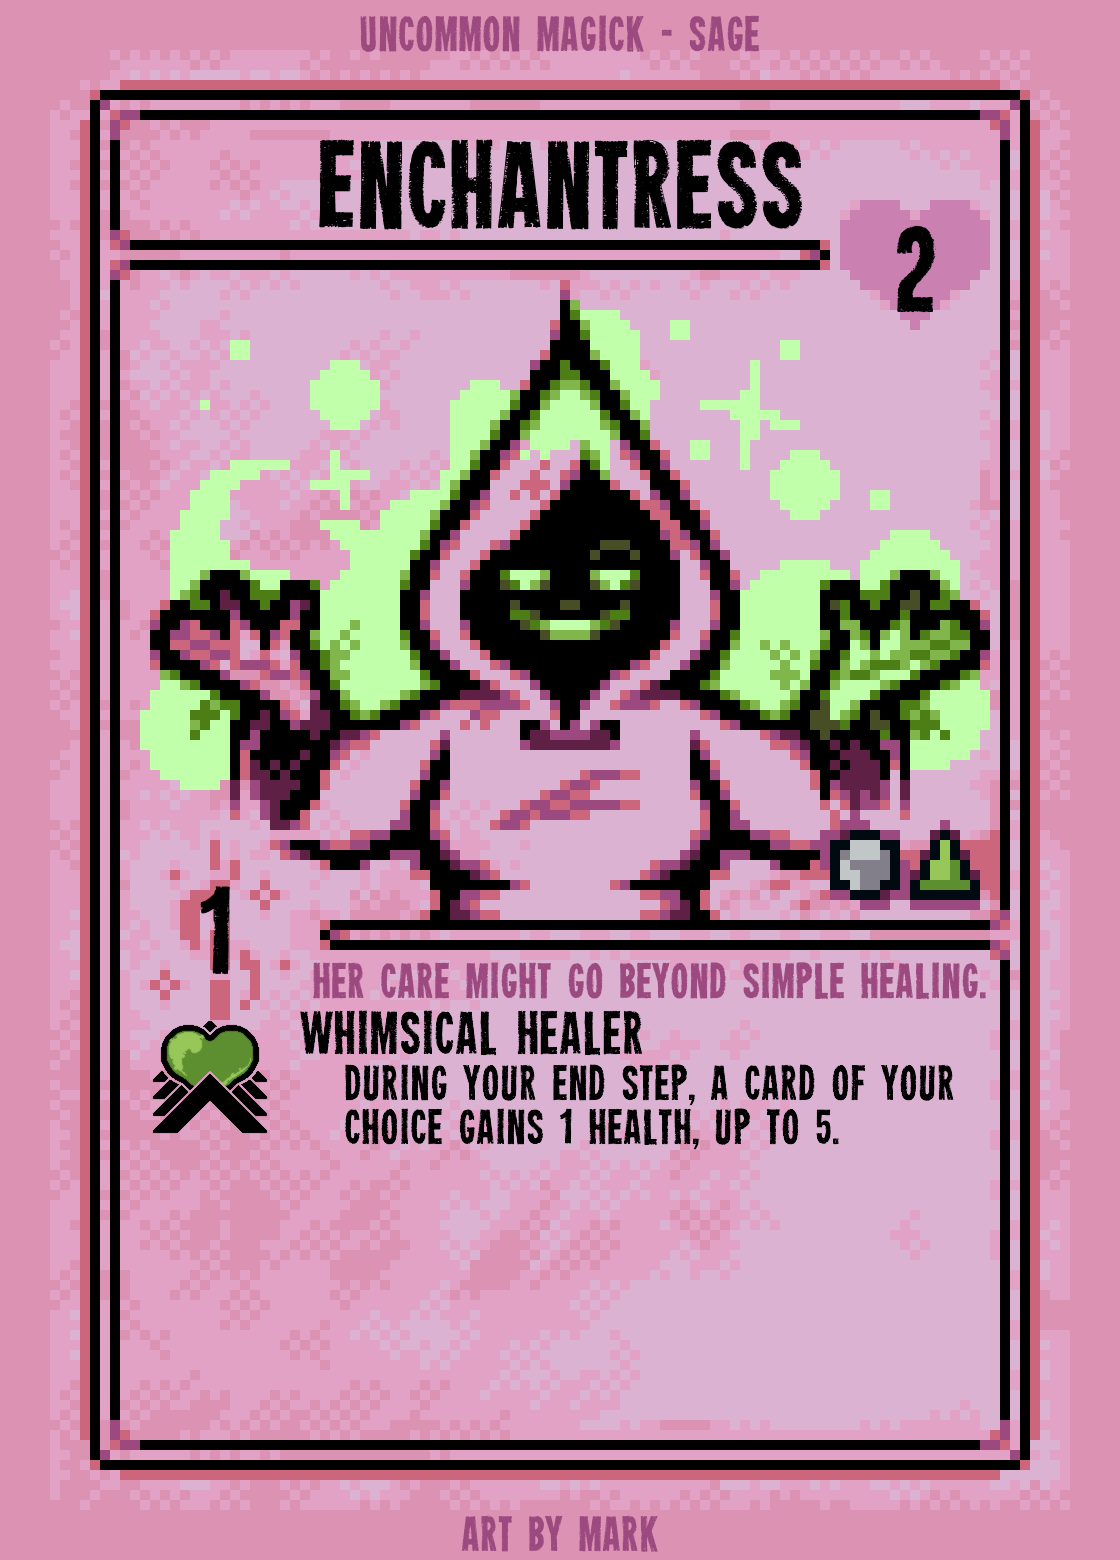 UNCOMMON MAGICK - SAGE
ENCHANTRESS
2
1
HER CARE MIGHT GO BEYOND SIMPLE HEALING.
WHIMSICAL HEALER
DURING YOUR END STEP, A CARD OF YOUR
CHOICE GAINS 1 HEALTH, UP TO 5.
ART BY MARK